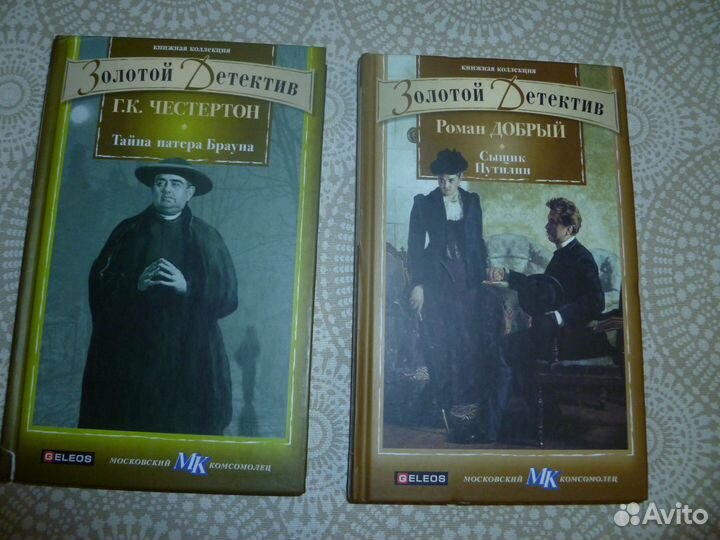 книжная коллекция
Золотой Детектив
Г.К. ЧЕСТЕРТОН
Тайна патера Брауна
GELEOS
МОСКОВСКИЙ МК КОМСОМОЛЕЦ
книжная коллекция
Золотой Детектив
Роман ДОБРЫЙ
Сыщик
Путилин
GELEOS
МОСКОВСКИЙ МК КОМСОМОЛЕЦ
Avito